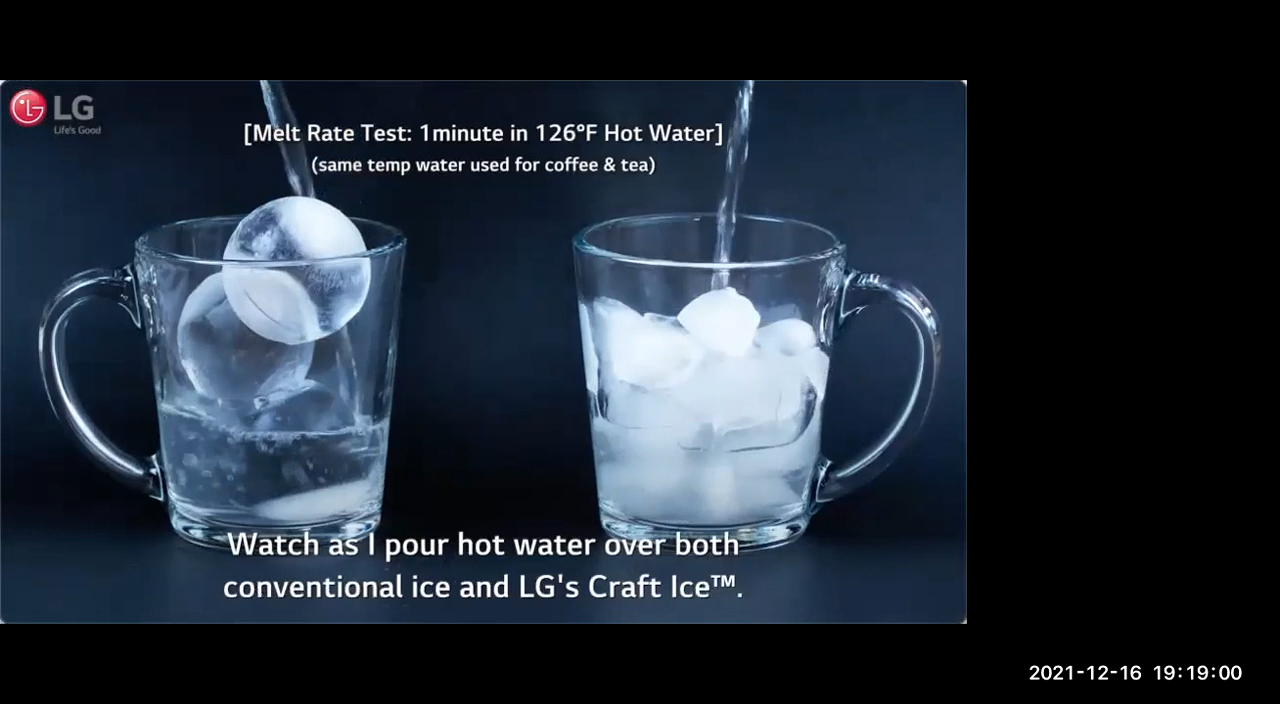 LG
Life's Good
[Melt Rate Test: 1minute in 126°F Hot Water]
(same temp water used for coffee & tea)
Watch as I pour hot water over both
conventional ice and LG's Craft Ice™.
2021-12-16 19:19:00